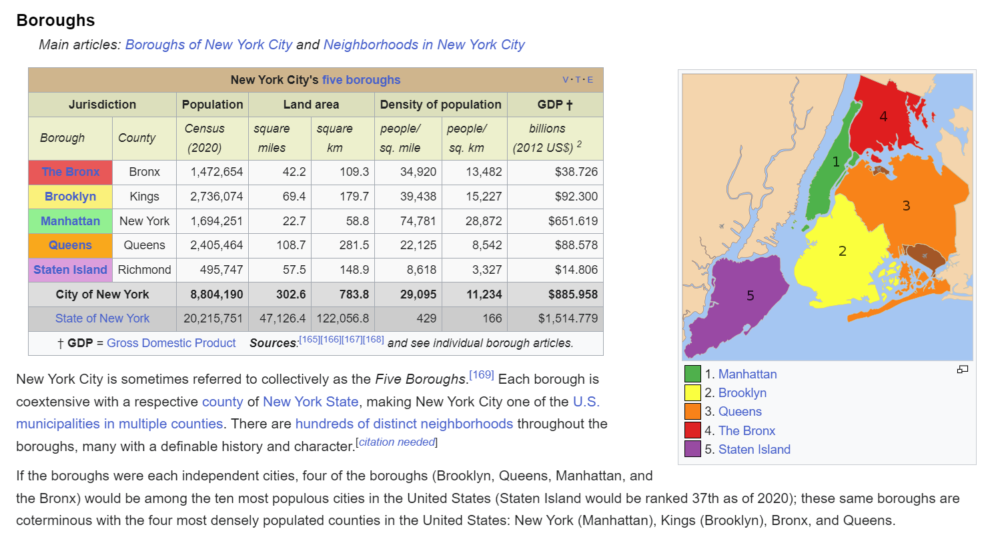 Boroughs
Main articles: Boroughs of New York City and Neighborhoods in New York City
New York City's five boroughs V·T·E
Jurisdiction Population Land area Density of population GDP †
Borough County Census (2020) square miles square km people/ sq. mile people/ sq. km billions (2012 US$) 2
The Bronx Bronx 1,472,654 42.2 109.3 34,920 13,482 $38.726
Brooklyn Kings 2,736,074 69.4 179.7 39,438 15,227 $92.300
Manhattan New York 1,694,251 22.7 58.8 74,781 28,872 $651.619
Queens Queens 2,405,464 108.7 281.5 22,125 8,542 $88.578
Staten Island Richmond 495,747 57.5 148.9 8,618 3,327 $14.806
City of New York 8,804,190 302.6 783.8 29,095 11,234 $885.958
State of New York 20,215,751 47,126.4 122,056.8 429 166 $1,514.779
† GDP = Gross Domestic Product Sources:[165][166][167][168] and see individual borough articles.
4
1
3
2
5
1. Manhattan
2. Brooklyn
3. Queens
4. The Bronx
5. Staten Island
New York City is sometimes referred to collectively as the Five Boroughs.[169] Each borough is
coextensive with a respective county of New York State, making New York City one of the U.S.
municipalities in multiple counties. There are hundreds of distinct neighborhoods throughout the
boroughs, many with a definable history and character.[citation needed]
If the boroughs were each independent cities, four of the boroughs (Brooklyn, Queens, Manhattan, and
the Bronx) would be among the ten most populous cities in the United States (Staten Island would be ranked 37th as of 2020); these same boroughs are
coterminous with the four most densely populated counties in the United States: New York (Manhattan), Kings (Brooklyn), Bronx, and Queens.